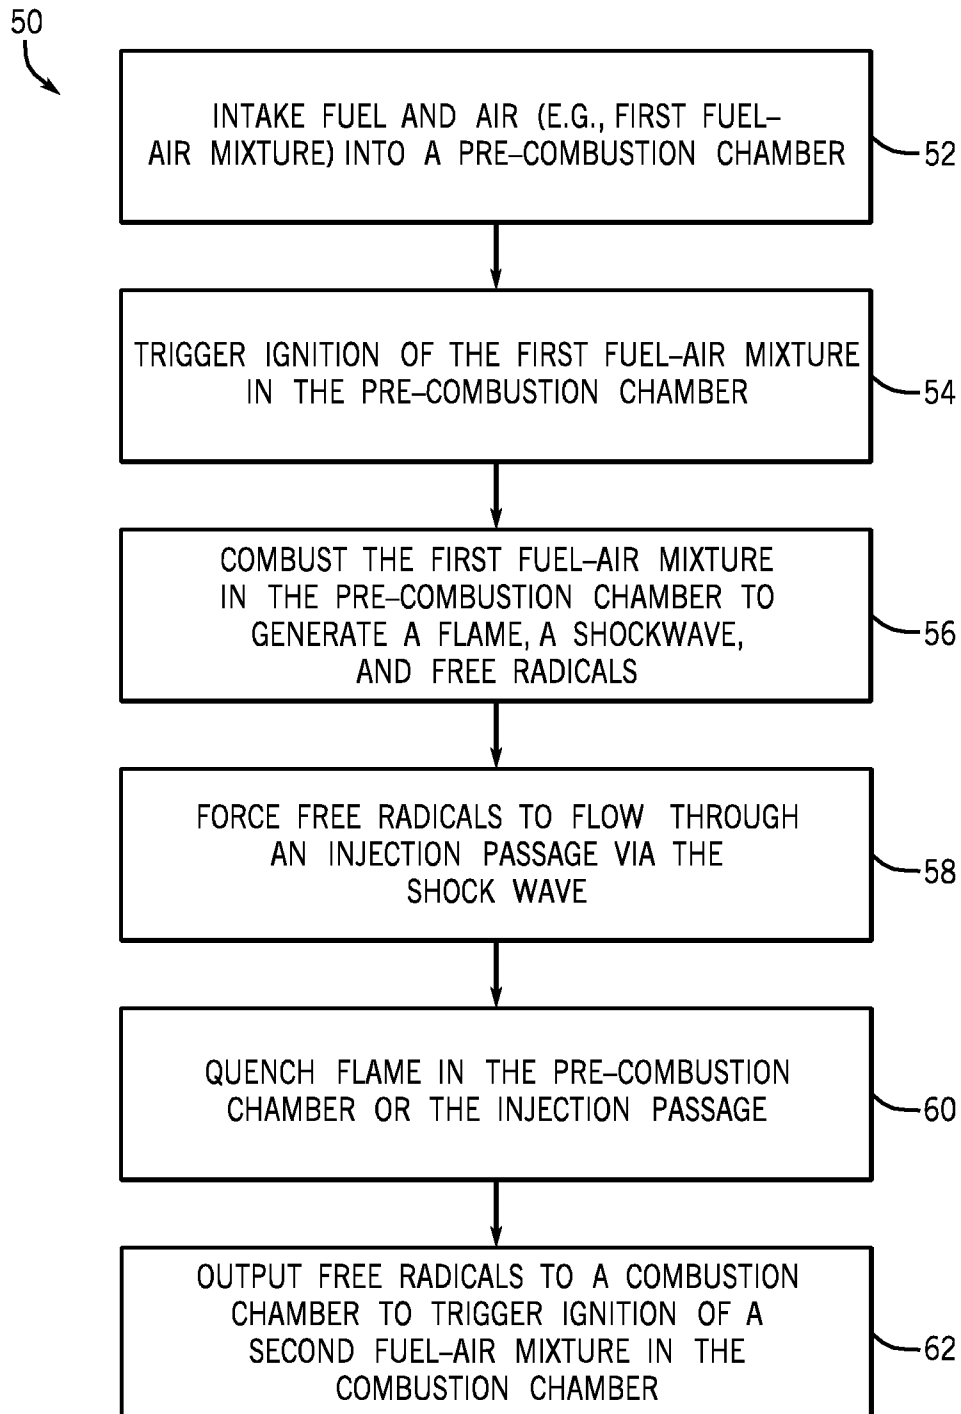 50
INTAKE FUEL AND AIR (E.G., FIRST FUEL–
AIR MIXTURE) INTO A PRE–COMBUSTION CHAMBER
52
TRIGGER IGNITION OF THE FIRST FUEL–AIR MIXTURE
IN THE PRE–COMBUSTION CHAMBER
54
COMBUST THE FIRST FUEL–AIR MIXTURE
IN THE PRE–COMBUSTION CHAMBER TO
GENERATE A FLAME, A SHOCKWAVE,
AND FREE RADICALS
56
FORCE FREE RADICALS TO FLOW THROUGH
AN INJECTION PASSAGE VIA THE
SHOCK WAVE
58
QUENCH FLAME IN THE PRE–COMBUSTION
CHAMBER OR THE INJECTION PASSAGE
60
OUTPUT FREE RADICALS TO A COMBUSTION
CHAMBER TO TRIGGER IGNITION OF A
SECOND FUEL–AIR MIXTURE IN THE
COMBUSTION CHAMBER
62